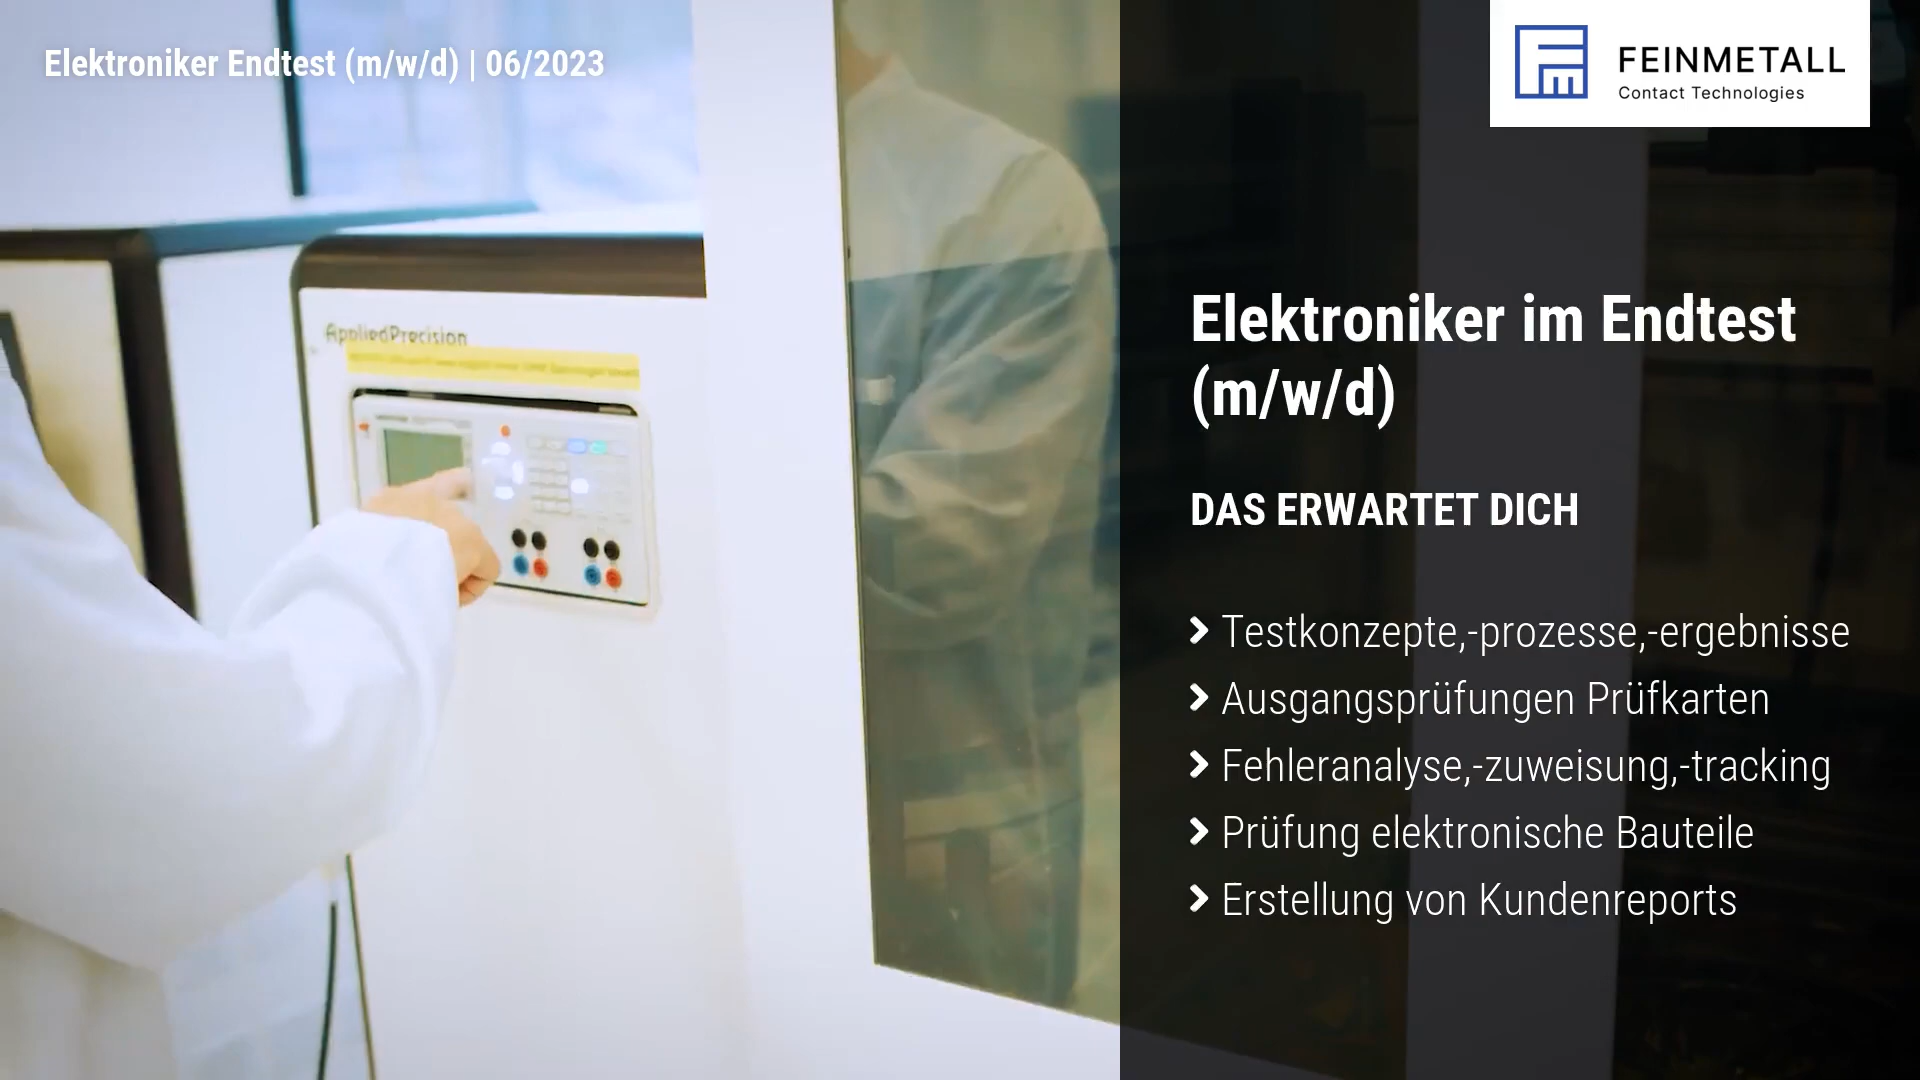 Elektroniker Endtest (m/w/d) | 06/2023
FEINMETALL
Contact Technologies
AppliedPrecision
Elektroniker im Endtest
(m/w/d)
DAS ERWARTET DICH
Testkonzepte,-prozesse,-ergebnisse
Ausgangsprüfungen Prüfkarten
Fehleranalyse,-zuweisung,-tracking
Prüfung elektronische Bauteile
Erstellung von Kundenreports